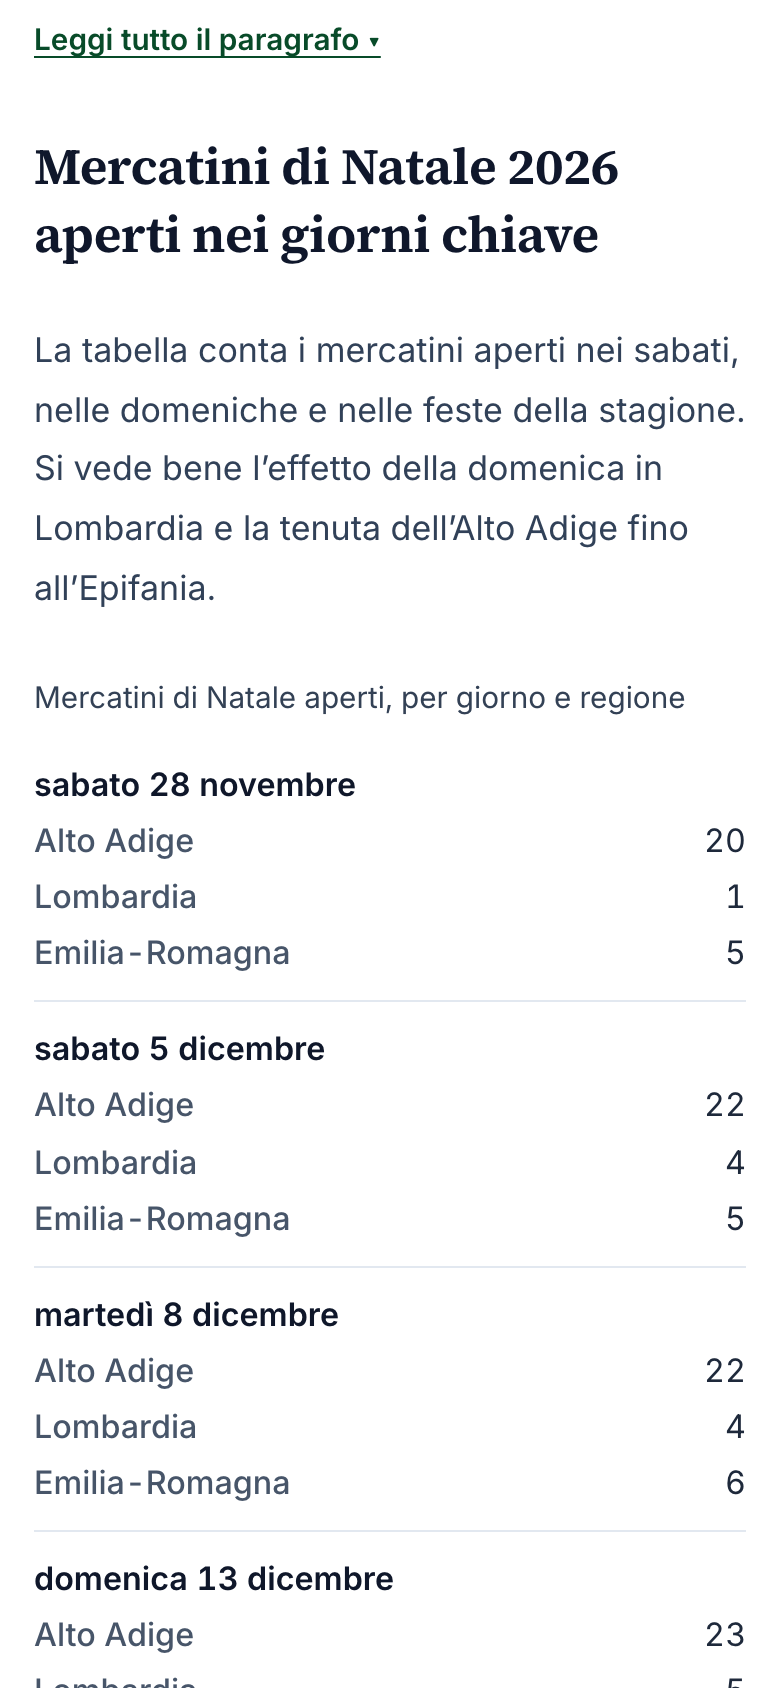 Leggi tutto il paragrafo ▾
Mercatini di Natale 2026
aperti nei giorni chiave
La tabella conta i mercatini aperti nei sabati,
nelle domeniche e nelle feste della stagione.
Si vede bene l’effetto della domenica in
Lombardia e la tenuta dell’Alto Adige fino
all’Epifania.
Mercatini di Natale aperti, per giorno e regione
sabato 28 novembre
Alto Adige 20
Lombardia 1
Emilia-Romagna 5
sabato 5 dicembre
Alto Adige 22
Lombardia 4
Emilia-Romagna 5
martedì 8 dicembre
Alto Adige 22
Lombardia 4
Emilia-Romagna 6
domenica 13 dicembre
Alto Adige 23
Lombardia 5